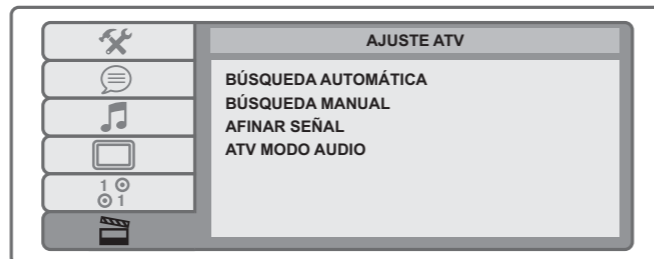 AJUSTE ATV
BÚSQUEDA AUTOMÁTICA
BÚSQUEDA MANUAL
AFINAR SEÑAL
ATV MODO AUDIO
1
1